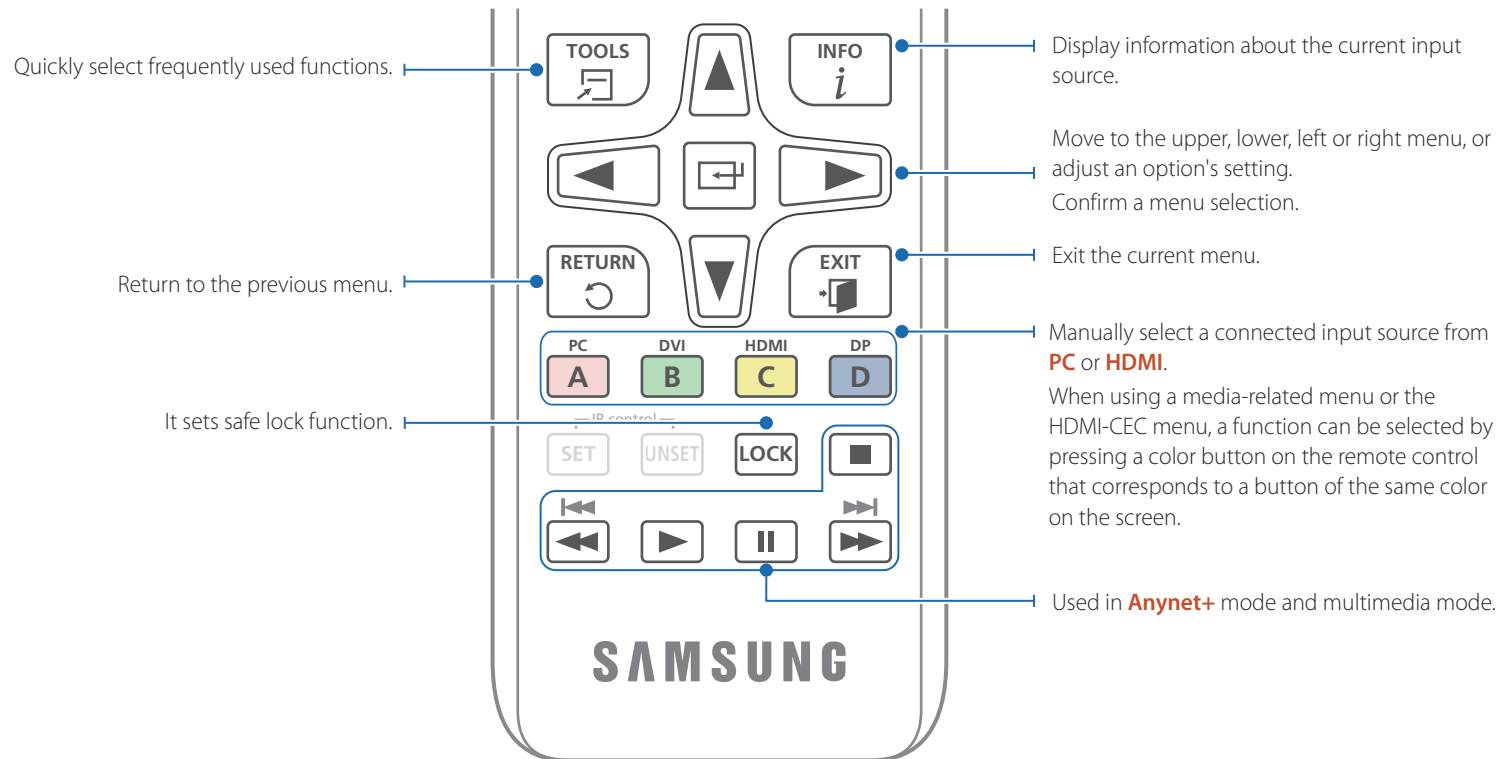 TOOLS
INFO
i
Quickly select frequently used functions.
Display information about the current input
source.
Move to the upper, lower, left or right menu, or
adjust an option's setting.
Confirm a menu selection.
RETURN
EXIT
Return to the previous menu.
Exit the current menu.
Manually select a connected input source from
PC or HDMI.
When using a media-related menu or the
HDMI-CEC menu, a function can be selected by
pressing a color button on the remote control
that corresponds to a button of the same color
on the screen.
PC DVI HDMI DP
A B C D
It sets safe lock function.
IR control
SET UNSET LOCK
Used in Anynet+ mode and multimedia mode.
SAMSUNG